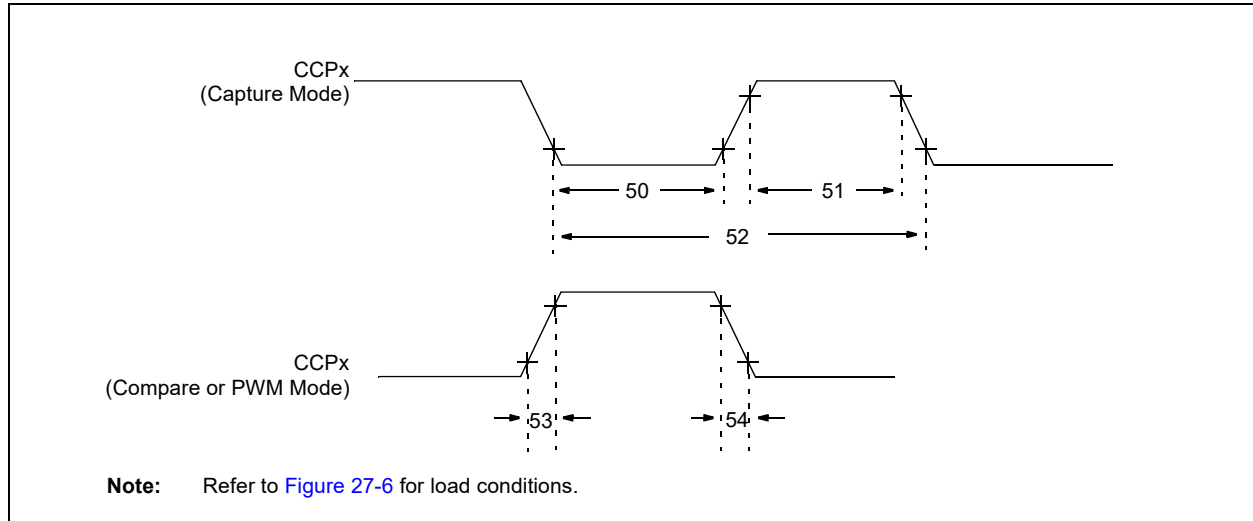 CCPx
(Capture Mode)
50
51
52
CCPx
(Compare or PWM Mode)
53
54
Note: Refer to Figure 27-6 for load conditions.